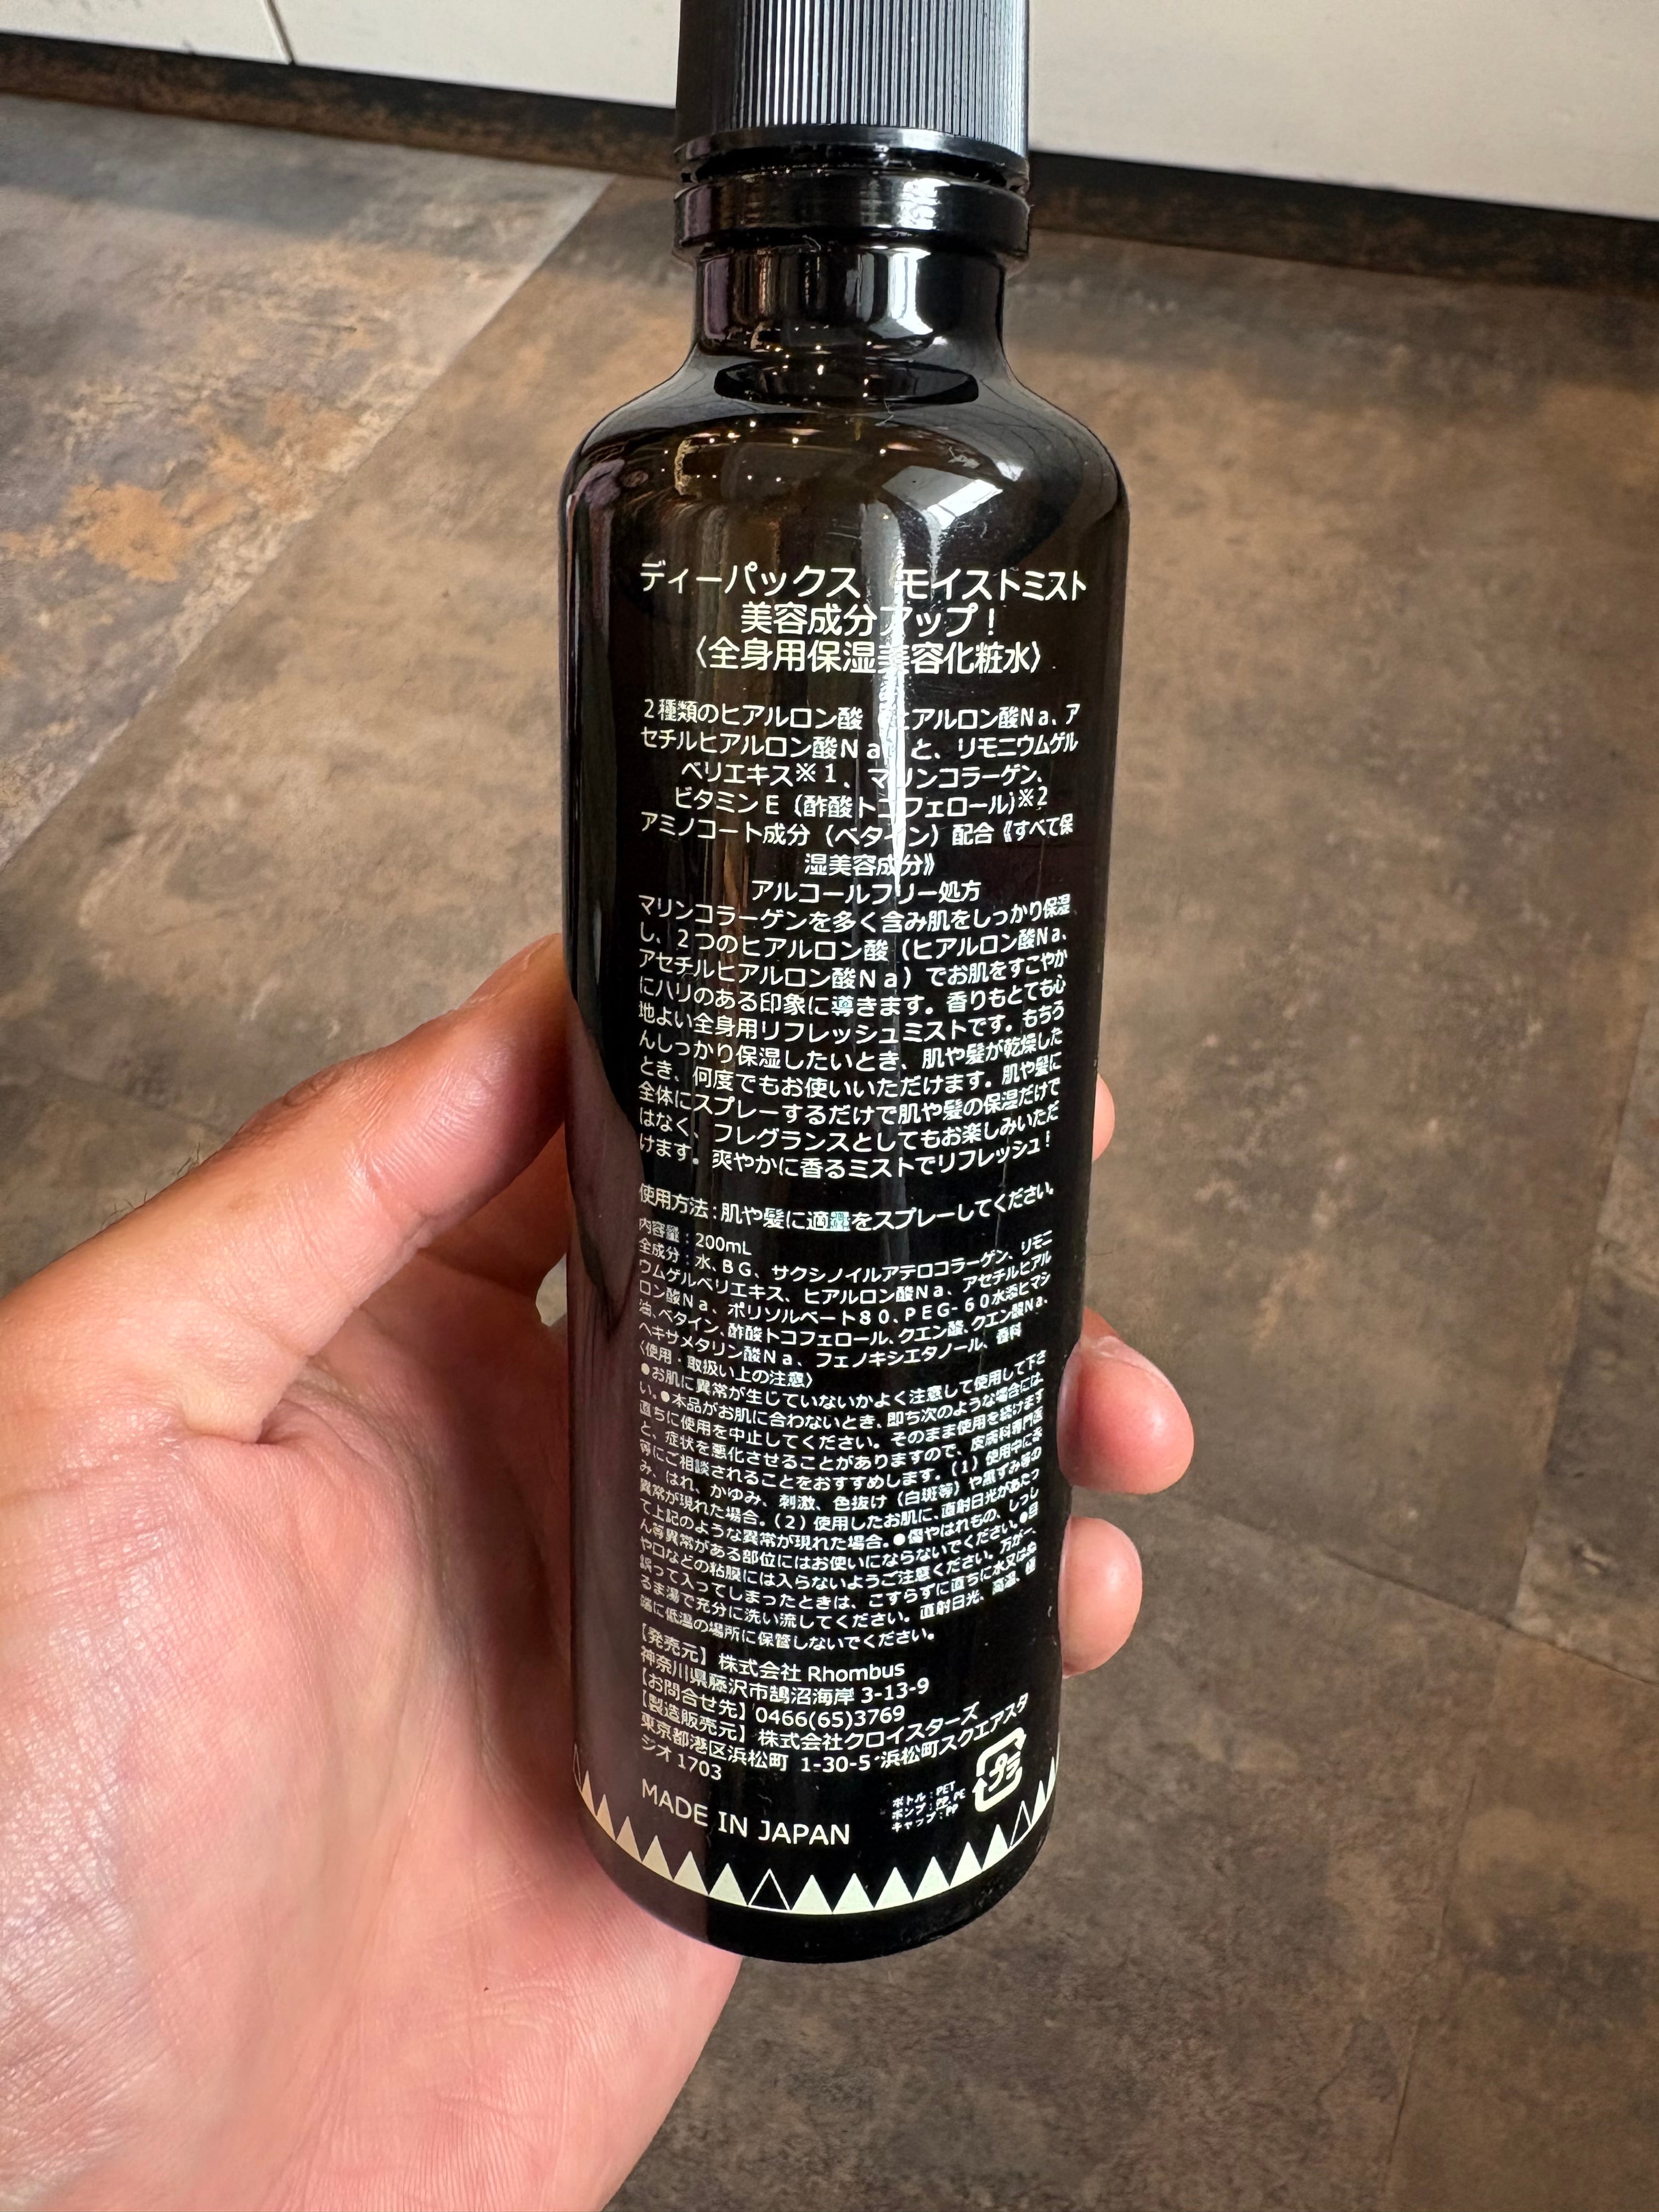 ディーパックス　モイストミスト
美容成分アップ！
〈全身用保湿美容化粧水〉
2種類のヒアルロン酸（ヒアルロン酸Na、ア
セチルヒアルロン酸Na）と、リモニウムゲル
ベリエキス※1、マリンコラーゲン、
ビタミンE（酢酸トコフェロール)※2
アミノコート成分（ベタイン）配合《すべて保
湿美容成分》
アルコールフリー処方
マリンコラーゲンを多く含み肌をしっかり保湿
し、2つのヒアルロン酸（ヒアルロン酸Na、
アセチルヒアルロン酸Na）でお肌をすこやか
にハリのある印象に導きます。香りもとても心
地よい全身用リフレッシュミストです。もちろ
んしっかり保湿したいとき、肌や髪が乾燥した
とき、何度でもお使いいただけます。肌や髪に
全体にスプレーするだけで肌や髪の保湿だけで
はなく、フレグランスとしてもお楽しみいただ
けます。爽やかに香るミストでリフレッシュ！
使用方法：肌や髪に適量をスプレーしてください。
内容量：200mL
全成分：水、BG、サクシノイルアテロコラーゲン、リモニ
ウムゲルベリエキス、ヒアルロン酸Na、アセチルヒアル
ロン酸Na、ポリソルベート80、PEG-60水添ヒマシ
油、ベタイン、酢酸トコフェロール、クエン酸、クエン酸Na、
ヘキサメタリン酸Na、フェノキシエタノール、香料
〈使用・取扱い上の注意〉
●お肌に異常が生じていないかよく注意して使用して下さ
い。●本品がお肌に合わないとき、即ち次のような場合には、
直ちに使用を中止してください。そのまま使用を続けます
と、症状を悪化させることがありますので、皮膚科専門医
等にご相談されることをおすすめします。（1）使用中に赤
み、はれ、かゆみ、刺激、色抜け（白斑等）や黒ずみ等の
異常が現れた場合。（2）使用したお肌に、直射日光があたっ
て上記のような異常が現れた場合。●傷やはれもの、しっし
ん等異常がある部位にはお使いにならないでください。●目
や口などの粘膜には入らないようご注意ください。万が一、
誤って入ってしまったときは、こすらずに直ちに水又はぬ
るま湯で充分に洗い流してください。直射日光、高温、極
端に低温の場所に保管しないでください。
【発売元】株式会社 Rhombus
神奈川県藤沢市鵠沼海岸 3-13-9
【お問合せ先】0466(65)3769
【製造販売元】株式会社クロイスターズ
東京都港区浜松町 1-30-5 浜松町スクエアスタ
ジオ 1703
MADE IN JAPAN
ボトル：PET
ポンプ：PP、PE
キャップ：PP
プラ